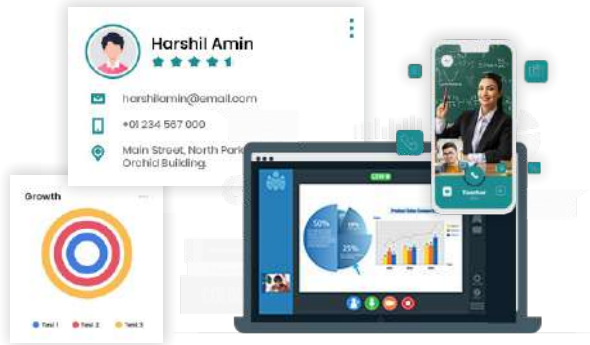 Harshil Amin
harshilamin@email.com
+01 234 567 000
Main Street, North Park
Orchid Building.
Growth
Test 1
Test 2
Test 3
50%
25%
Teacher